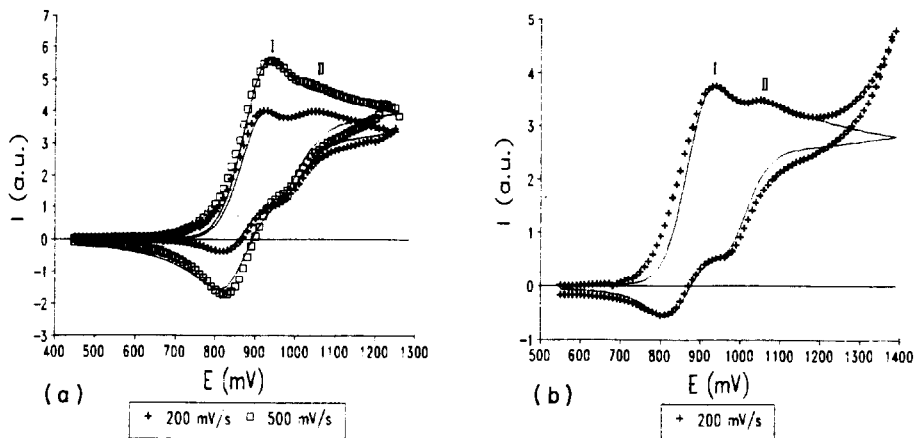 I (a.u.)
7
6
5
4
3
2
1
0
-1
-2
-3
I
II
400 500 600 700 800 900 1000 1100 1200 1300
E (mV)
(a)
+ 200 mV/s □ 500 mV/s
I (a.u.)
5
4
3
2
1
0
-1
I
II
500 600 700 800 900 1000 1100 1200 1300 1400
E (mV)
(b)
+ 200 mV/s